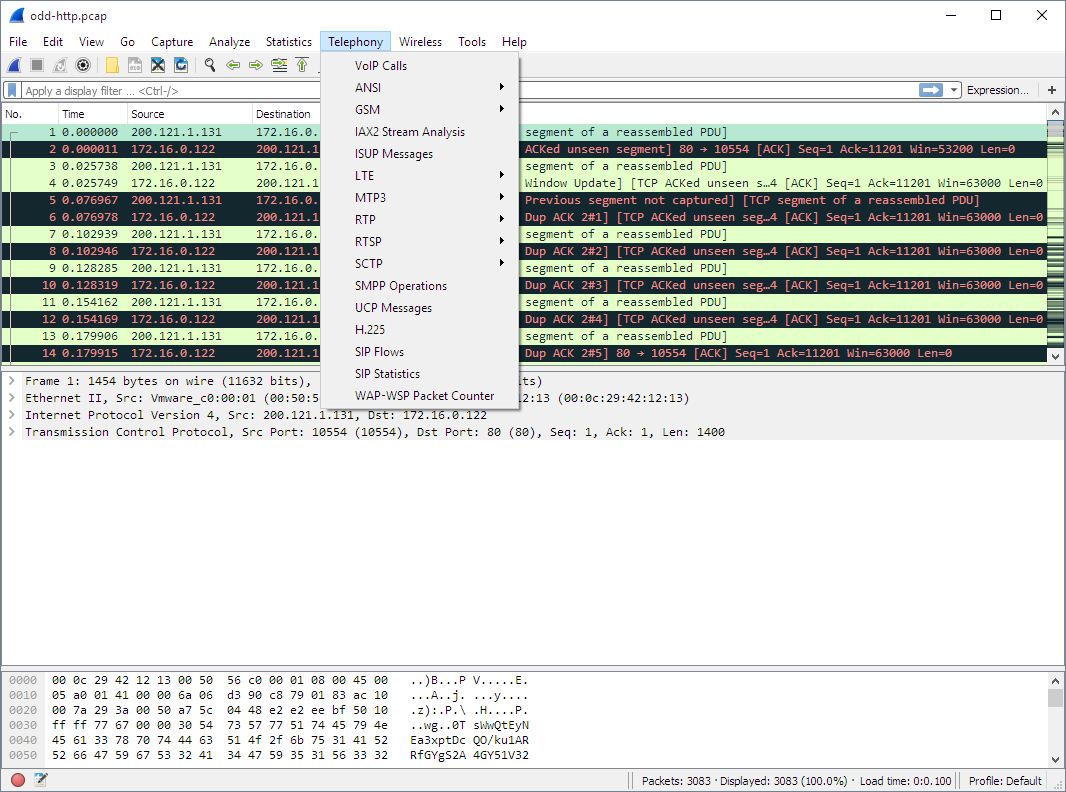 odd-http.pcap
File Edit View Go Capture Analyze Statistics Telephony Wireless Tools Help
Apply a display filter ... <Ctrl-/> Expression... +
VoIP Calls
ANSI
GSM
IAX2 Stream Analysis
ISUP Messages
LTE
MTP3
RTP
RTSP
SCTP
SMPP Operations
UCP Messages
H.225
SIP Flows
SIP Statistics
WAP-WSP Packet Counter
No. Time Source Destination
1 0.000000 200.121.1.131 172.16.0. segment of a reassembled PDU]
2 0.000011 172.16.0.122 200.121.1 ACKed unseen segment] 80 → 10554 [ACK] Seq=1 Ack=11201 Win=53200 Len=0
3 0.025738 200.121.1.131 172.16.0. segment of a reassembled PDU]
4 0.025749 172.16.0.122 200.121.1 Window Update] [TCP ACKed unseen s…4 [ACK] Seq=1 Ack=11201 Win=63000 Len=0
5 0.076967 200.121.1.131 172.16.0. Previous segment not captured] [TCP segment of a reassembled PDU]
6 0.076978 172.16.0.122 200.121.1 Dup ACK 2#1] [TCP ACKed unseen seg…4 [ACK] Seq=1 Ack=11201 Win=63000 Len=0
7 0.102939 200.121.1.131 172.16.0. segment of a reassembled PDU]
8 0.102946 172.16.0.122 200.121.1 Dup ACK 2#2] [TCP ACKed unseen seg…4 [ACK] Seq=1 Ack=11201 Win=63000 Len=0
9 0.128285 200.121.1.131 172.16.0. segment of a reassembled PDU]
10 0.128319 172.16.0.122 200.121.1 Dup ACK 2#3] [TCP ACKed unseen seg…4 [ACK] Seq=1 Ack=11201 Win=63000 Len=0
11 0.154162 200.121.1.131 172.16.0. segment of a reassembled PDU]
12 0.154169 172.16.0.122 200.121.1 Dup ACK 2#4] [TCP ACKed unseen seg…4 [ACK] Seq=1 Ack=11201 Win=63000 Len=0
13 0.179906 200.121.1.131 172.16.0. segment of a reassembled PDU]
14 0.179915 172.16.0.122 200.121.1 Dup ACK 2#5] 80 → 10554 [ACK] Seq=1 Ack=11201 Win=63000 Len=0
Frame 1: 1454 bytes on wire (11632 bits), its)
Ethernet II, Src: Vmware_c0:00:01 (00:50:5 12:13 (00:0c:29:42:12:13)
Internet Protocol Version 4, Src: 200.121.1.131, Dst: 172.16.0.122
Transmission Control Protocol, Src Port: 10554 (10554), Dst Port: 80 (80), Seq: 1, Ack: 1, Len: 1400
0000 00 0c 29 42 12 13 00 50 56 c0 00 01 08 00 45 00 ..)B...P V.....E.
0010 05 a0 01 41 00 00 6a 06 d3 90 c8 79 01 83 ac 10 ...A..j. ...y....
0020 00 7a 29 3a 00 50 a7 5c 04 48 e2 e2 ee bf 50 10 .z):.P.\ .H....P.
0030 ff ff 77 67 00 00 30 54 73 57 77 51 74 45 79 4e ..wg..0T sWwQtEyN
0040 45 61 33 78 70 74 44 63 51 4f 2f 6b 75 31 41 52 Ea3xptDc QO/ku1AR
0050 52 66 47 59 67 53 32 41 34 47 59 35 31 56 33 32 RfGYgS2A 4GY51V32
Packets: 3083 · Displayed: 3083 (100.0%) · Load time: 0:0.100 Profile: Default